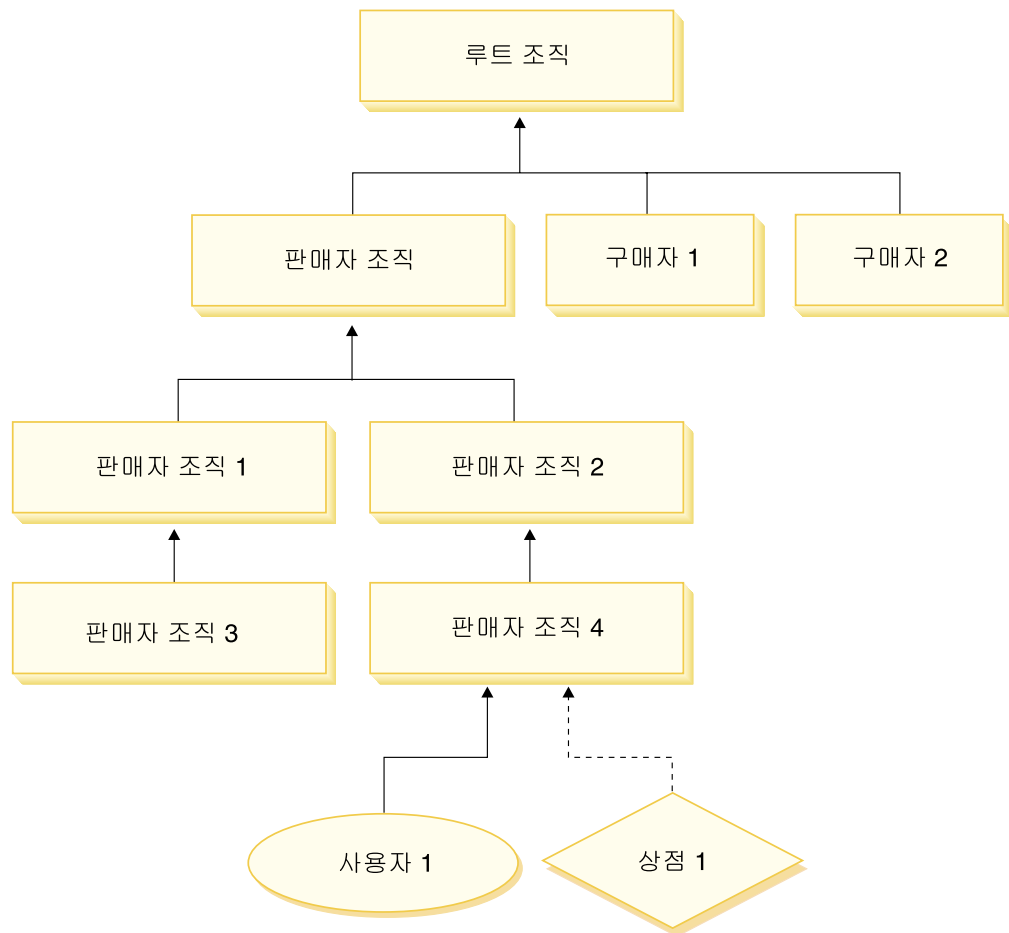 루트 조직
판매자 조직
구매자 1
구매자 2
판매자 조직 1
판매자 조직 2
판매자 조직 3
판매자 조직 4
사용자 1
상점 1